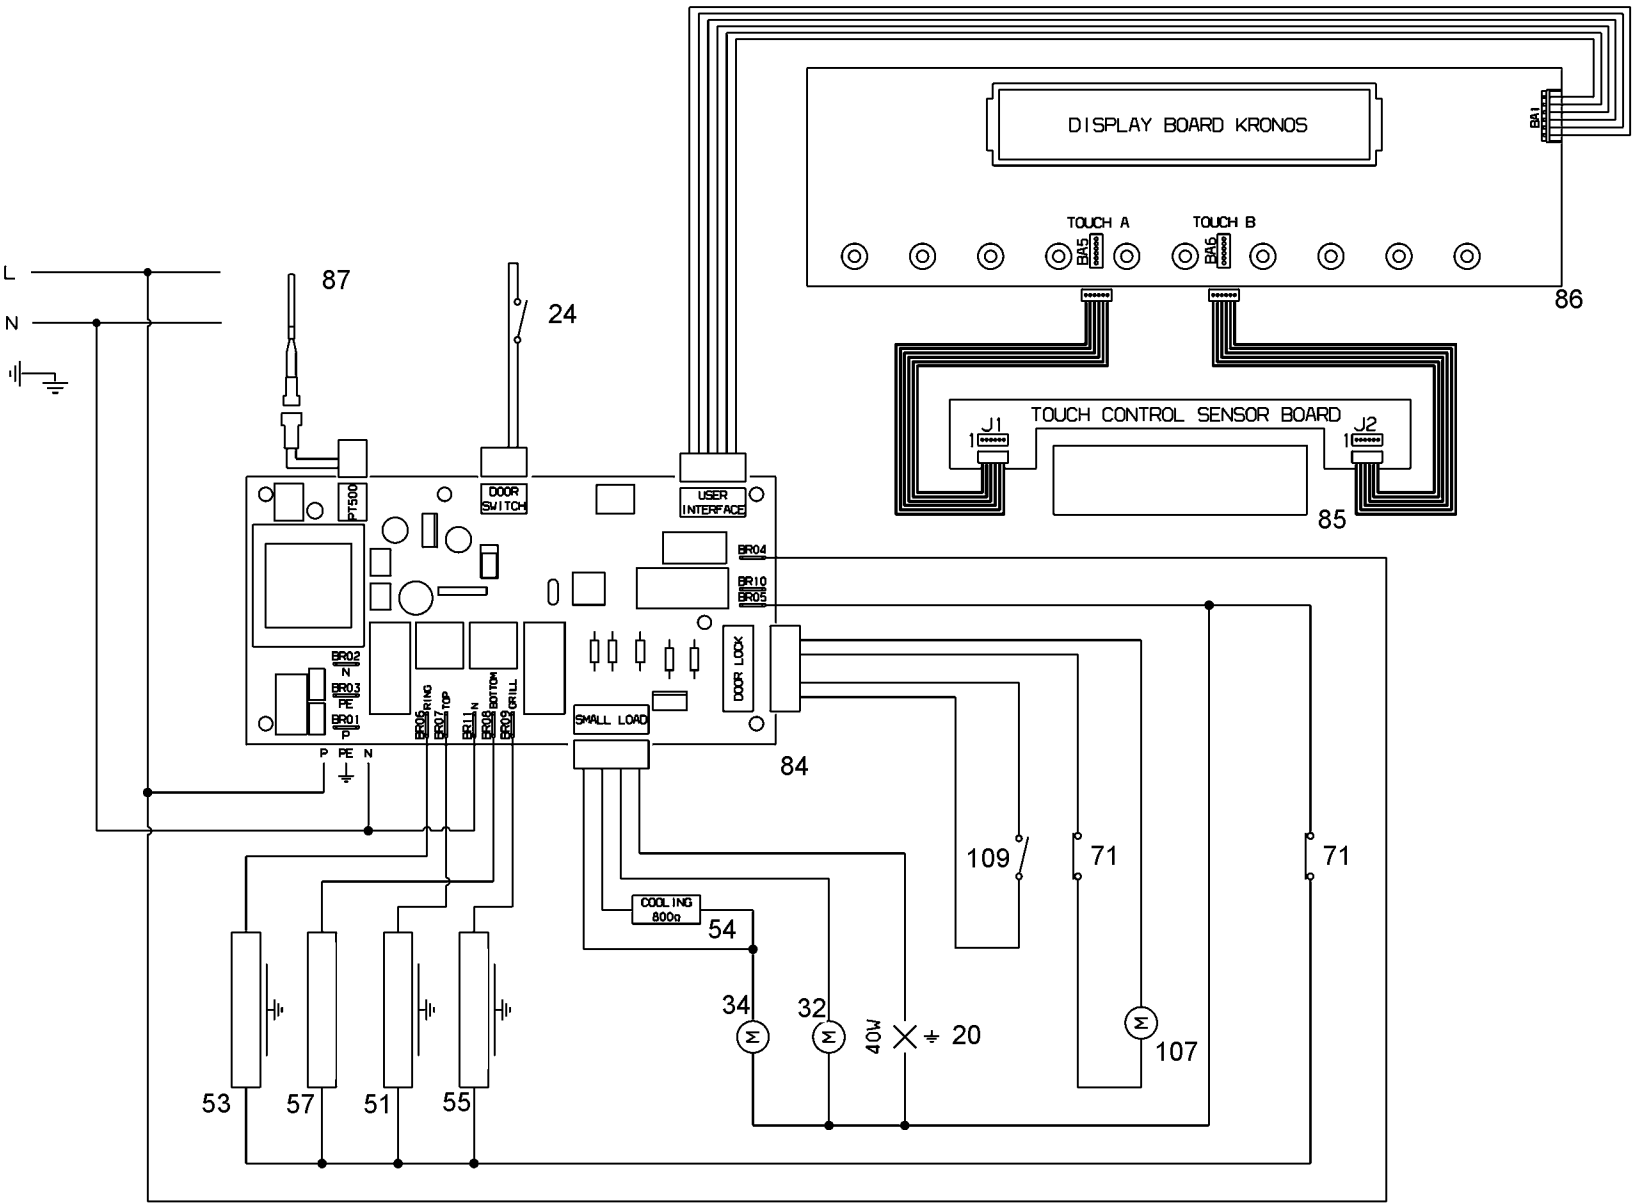 DISPLAY BOARD KRONOS
BA1
TOUCH A
TOUCH B
BA5
BA6
86
L
N
87
24
TOUCH CONTROL SENSOR BOARD
J1
1
J2
1
85
PT500
DOOR
SWITCH
USER
INTERFACE
BR04
BR10
BR05
DOOR LOCK
BR02
N
BR03
PE
BR01
P
BR06
RING
BR07
TOP
BR11
N
BR08
BOTTOM
BR09
GRILL
SMALL LOAD
P
PE
N
84
109
71
71
COOLING
800Ω
54
34
M
32
M
40W
20
M
107
53
57
51
55